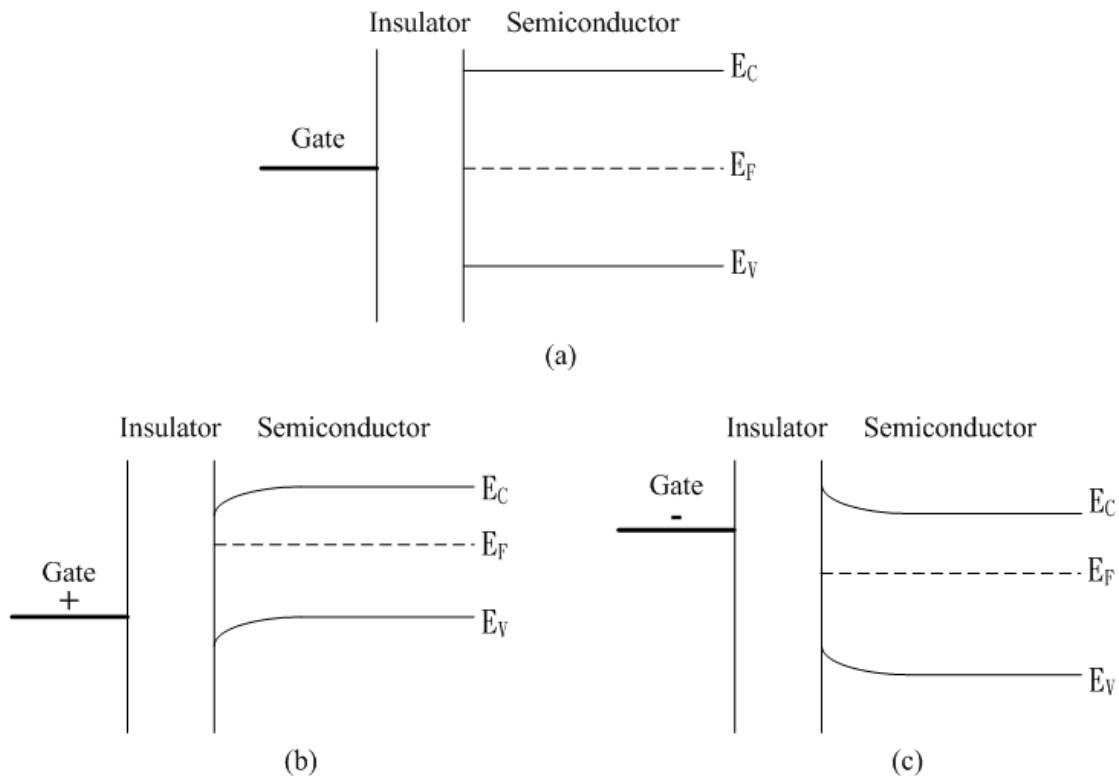 Insulator Semiconductor
E_C
Gate
E_F
E_V
(a)
Insulator Semiconductor
E_C
E_F
Gate
+
E_V
(b)
Insulator Semiconductor
Gate
-
E_C
E_F
E_V
(c)